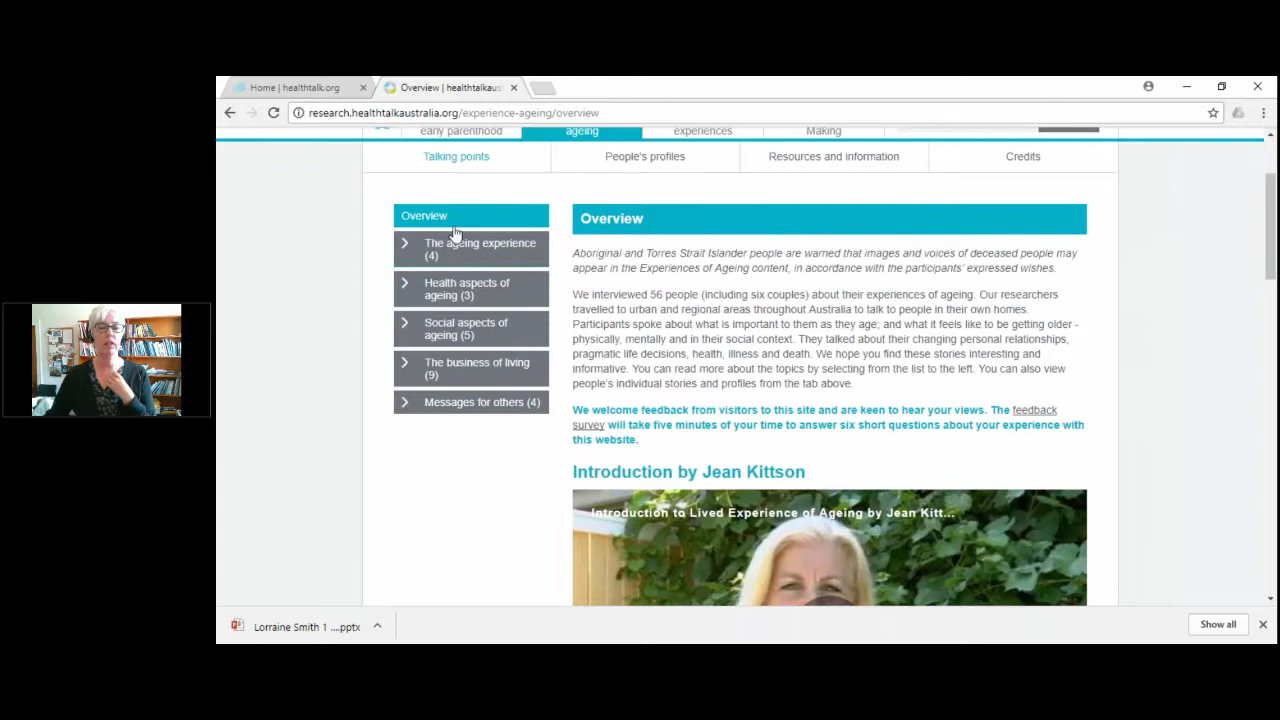 Home | healthtalk.org
Overview | healthtalkaus
research.healthtalkaustralia.org/experience-ageing/overview
early parenthood
ageing
experiences
Making
Talking points
People's profiles
Resources and information
Credits
Overview
The ageing experience
(4)
Health aspects of
ageing (3)
Social aspects of
ageing (5)
The business of living
(9)
Messages for others (4)
Overview
Aboriginal and Torres Strait Islander people are warned that images and voices of deceased people may
appear in the Experiences of Ageing content, in accordance with the participants' expressed wishes.
We interviewed 56 people (including six couples) about their experiences of ageing. Our researchers
travelled to urban and regional areas throughout Australia to talk to people in their own homes.
Participants spoke about what is important to them as they age; and what it feels like to be getting older -
physically, mentally and in their social context. They talked about their changing personal relationships,
pragmatic life decisions, health, illness and death. We hope you find these stories interesting and
informative. You can read more about the topics by selecting from the list to the left. You can also view
people's individual stories and profiles from the tab above.
We welcome feedback from visitors to this site and are keen to hear your views. The feedback
survey will take five minutes of your time to answer six short questions about your experience with
this website.
Introduction by Jean Kittson
Introduction to Lived Experience of Ageing by Jean Kitt...
Lorraine Smith 1 ....pptx
Show all